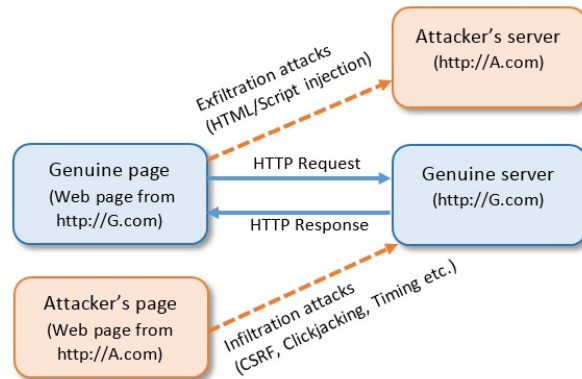 Attacker's server
(http://A.com)
Exfiltration attacks
(HTML/Script injection)
Genuine page
(Web page from
http://G.com)
HTTP Request
HTTP Response
Genuine server
(http://G.com)
Attacker's page
(Web page from
http://A.com)
Infiltration attacks
(CSRF, Clickjacking, Timing etc.)